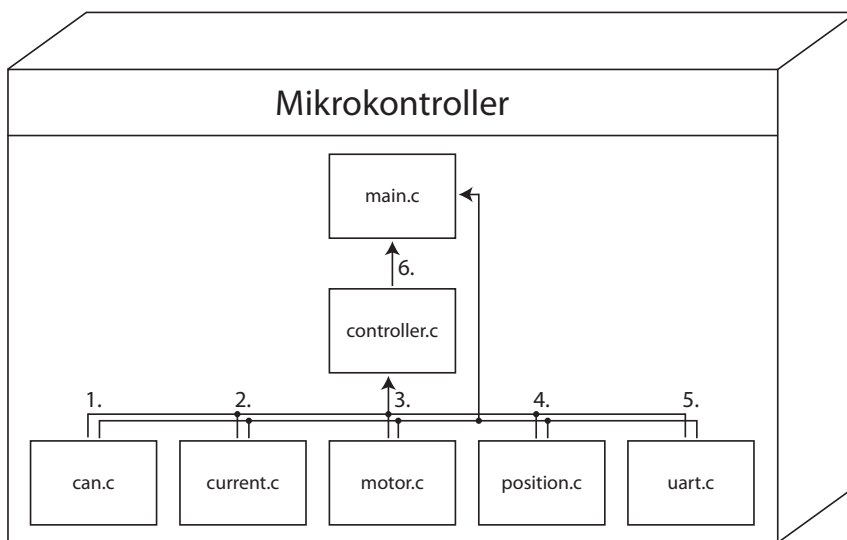 Mikrokontroller
main.c
6.
controller.c
1. 2. 3. 4. 5.
can.c current.c motor.c position.c uart.c